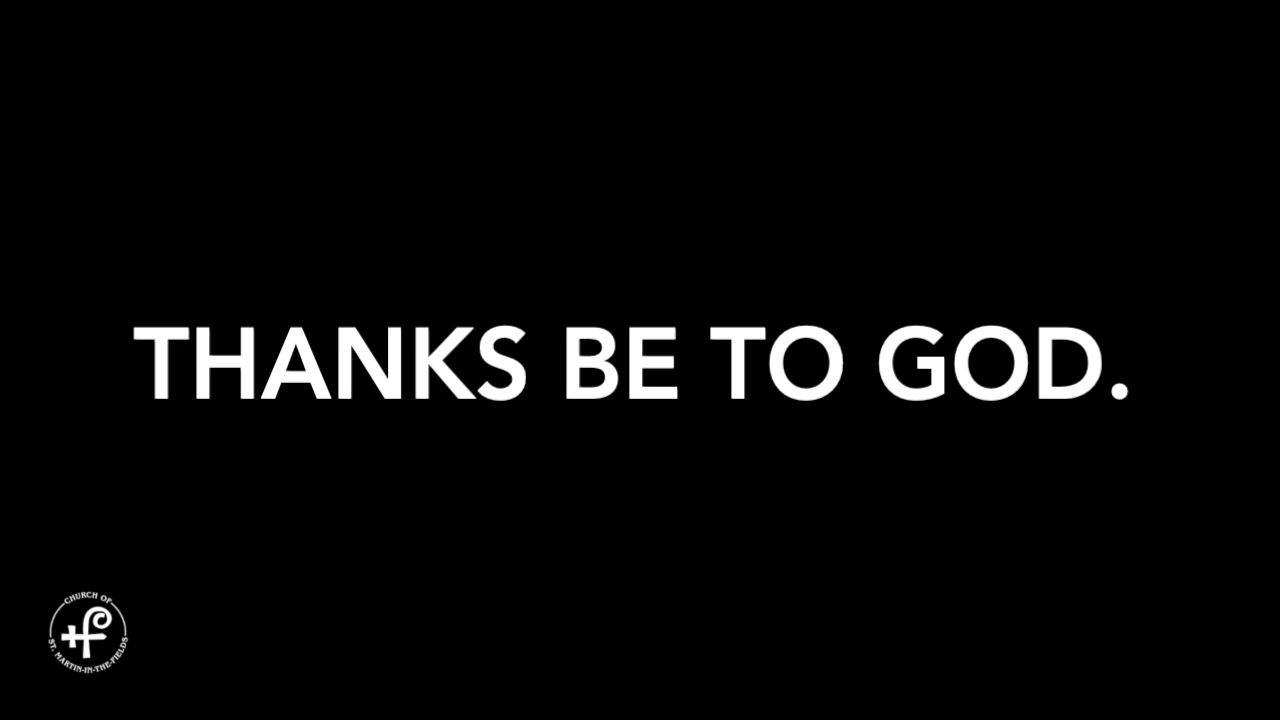 THANKS BE TO GOD.
CHURCH OF
ST. MARTIN-IN-THE-FIELDS